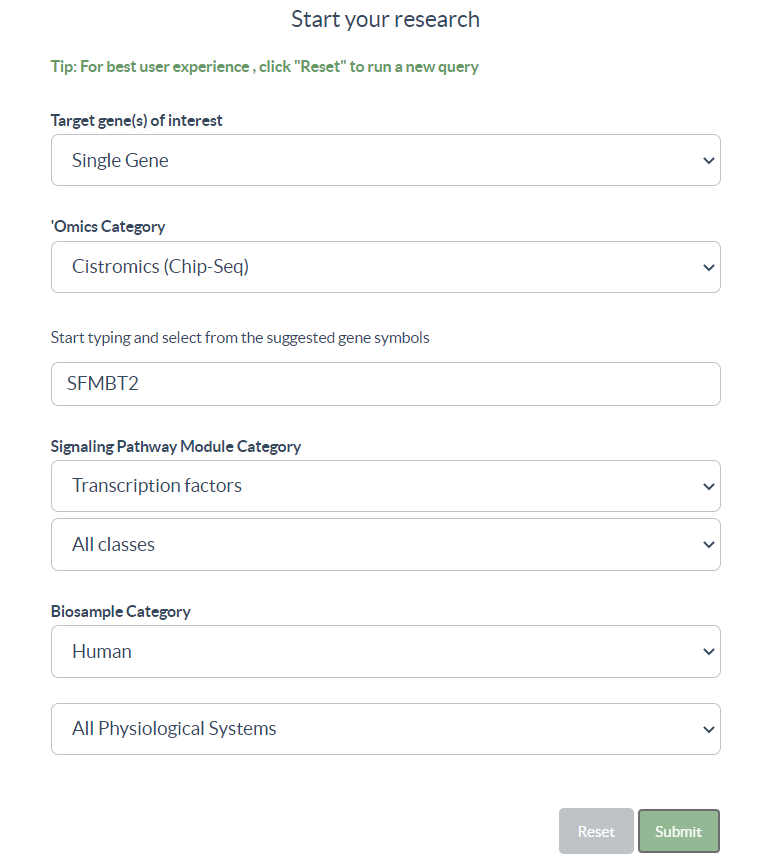 Start your research
Tip: For best user experience , click "Reset" to run a new query
Target gene(s) of interest
Single Gene
'Omics Category
Cistromics (Chip-Seq)
Start typing and select from the suggested gene symbols
SFMBT2
Signaling Pathway Module Category
Transcription factors
All classes
Biosample Category
Human
All Physiological Systems
Reset Submit